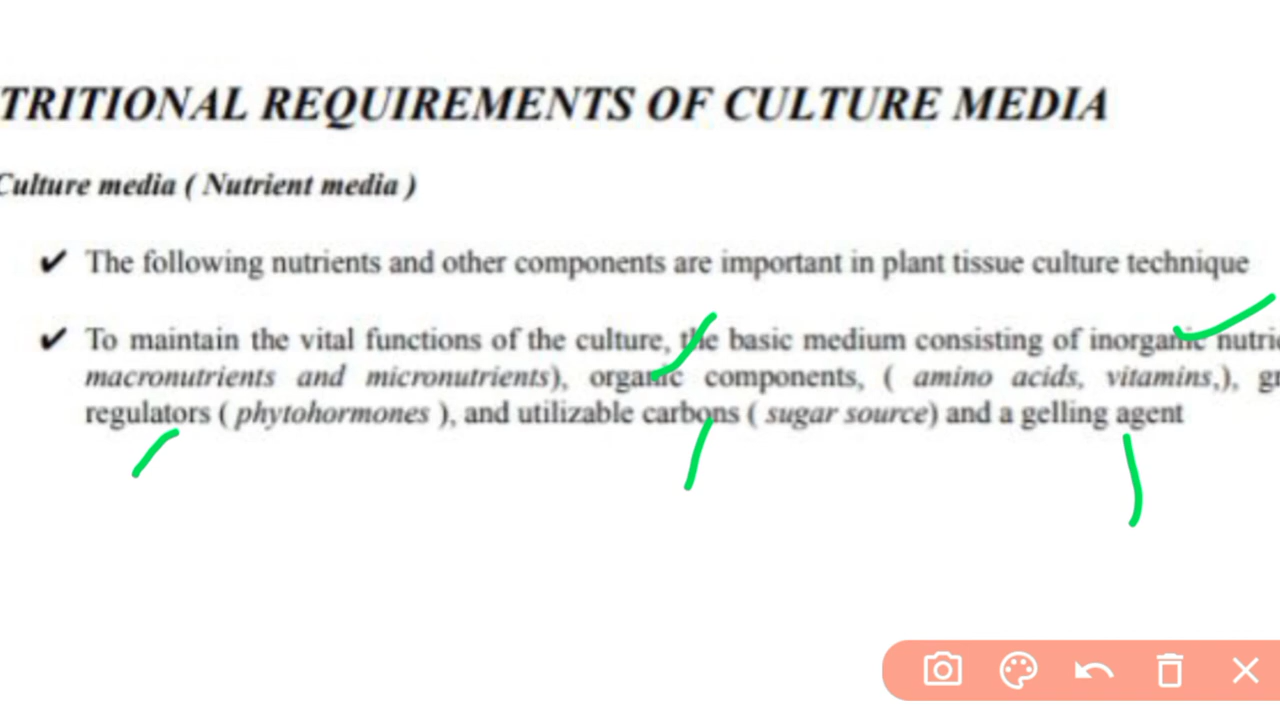 TRITIONAL REQUIREMENTS OF CULTURE MEDIA
Culture media ( Nutrient media )
✔ The following nutrients and other components are important in plant tissue culture technique
✔ To maintain the vital functions of the culture, the basic medium consisting of inorganic nutri
macronutrients and micronutrients), organic components, ( amino acids, vitamins,), gr
regulators ( phytohormones ), and utilizable carbons ( sugar source) and a gelling agent